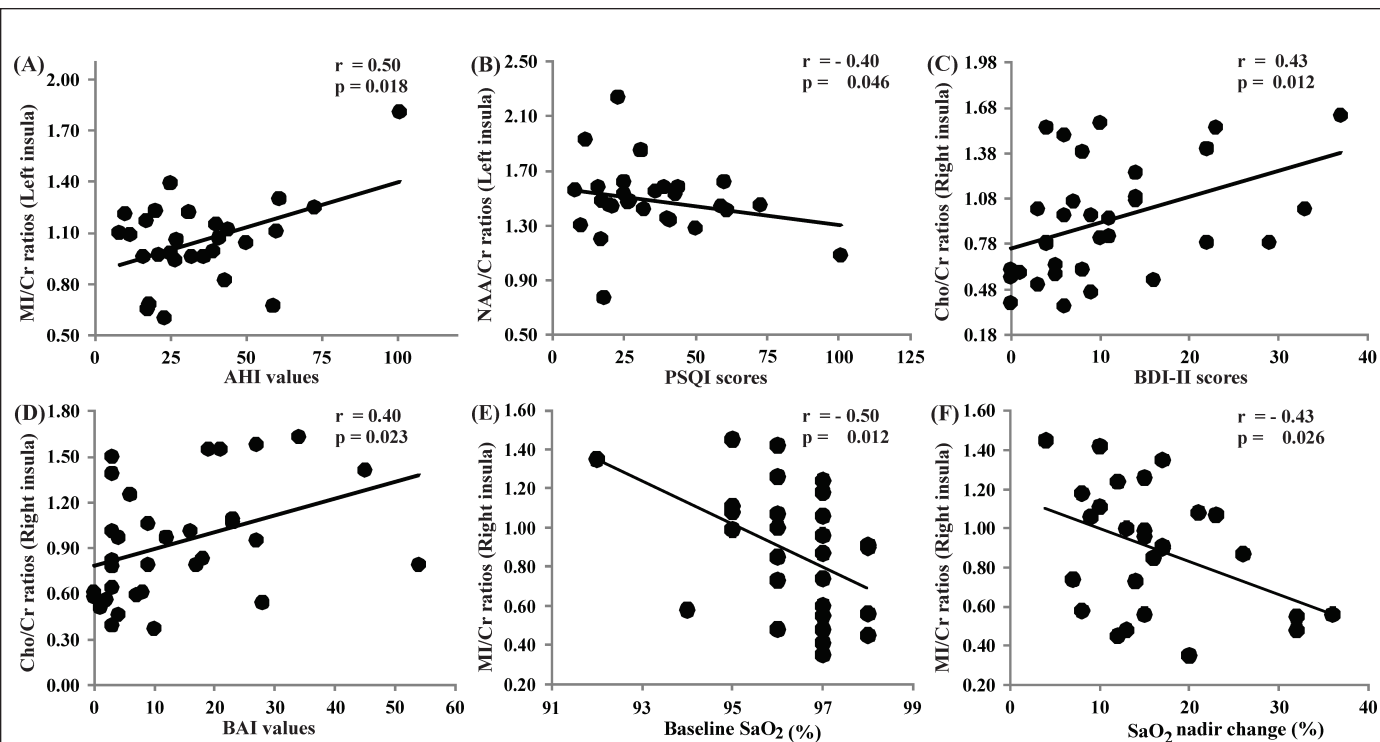 (A)
r = 0.50
p = 0.018
MI/Cr ratios (Left insula)
2.00
1.70
1.40
1.10
0.80
0.50
0 25 50 75 100
AHI values
(B)
r = - 0.40
p = 0.046
NAA/Cr ratios (Left insula)
2.50
2.10
1.70
1.30
0.90
0.50
0 25 50 75 100 125
PSQI scores
(C)
r = 0.43
p = 0.012
Cho/Cr ratios (Right insula)
1.98
1.68
1.38
1.08
0.78
0.48
0.18
0 10 20 30 40
BDI-II scores
(D)
r = 0.40
p = 0.023
Cho/Cr ratios (Right insula)
1.80
1.50
1.20
0.90
0.60
0.30
0.00
0 10 20 30 40 50 60
BAI values
(E)
r = - 0.50
p = 0.012
MI/Cr ratios (Right insula)
1.60
1.40
1.20
1.00
0.80
0.60
0.40
0.20
91 93 95 97 99
Baseline SaO2 (%)
(F)
r = - 0.43
p = 0.026
MI/Cr ratios (Right insula)
1.60
1.40
1.20
1.00
0.80
0.60
0.40
0.20
0 10 20 30 40
SaO2 nadir change (%)